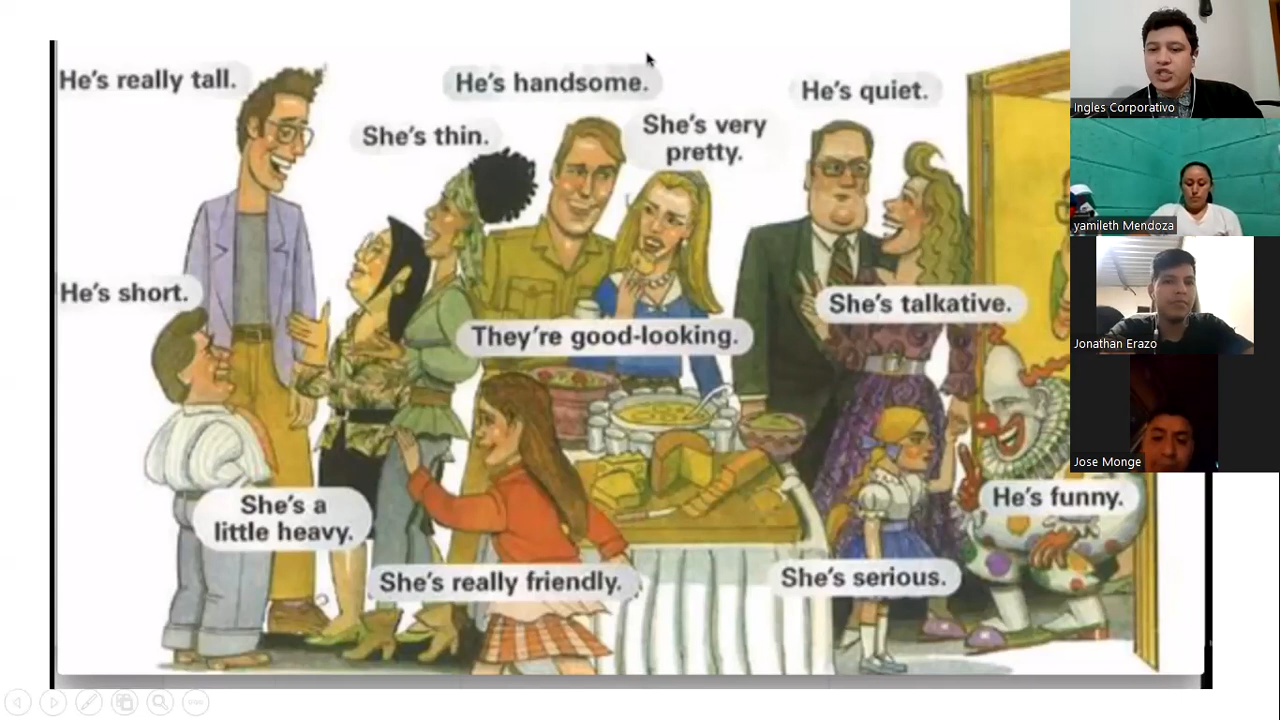 He's really tall.
He's handsome.
He's quiet.
She's thin.
She's very
pretty.
He's short.
She's talkative.
They're good-looking.
She's a
little heavy.
He's funny.
She's really friendly.
She's serious.
Ingles Corporativo
yamileth Mendoza
Jonathan Erazo
Jose Monge